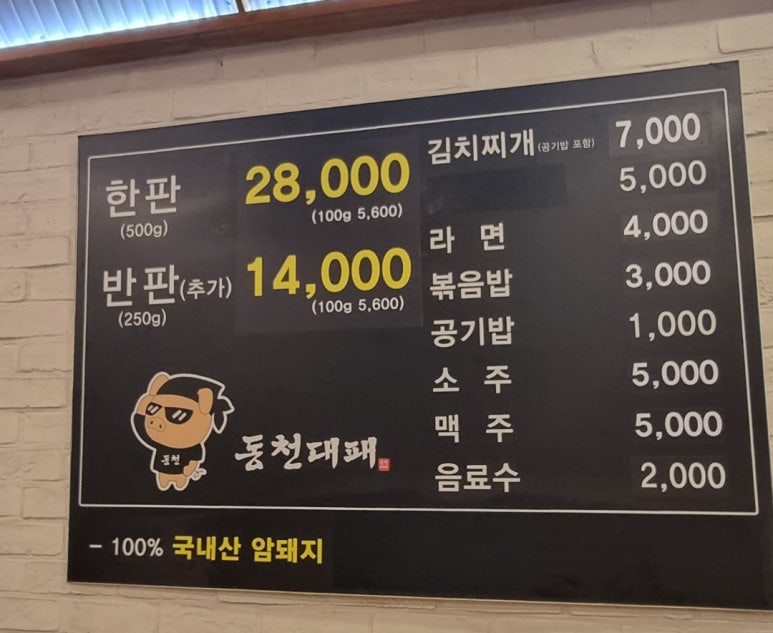 한판 28,000
(500g) (100g 5,600)
반판(추가) 14,000
(250g) (100g 5,600)
김치찌개(공기밥 포함) 7,000
5,000
라 면 4,000
볶음밥 3,000
공기밥 1,000
소 주 5,000
맥 주 5,000
음료수 2,000
동천
동천대패
- 100% 국내산 암돼지